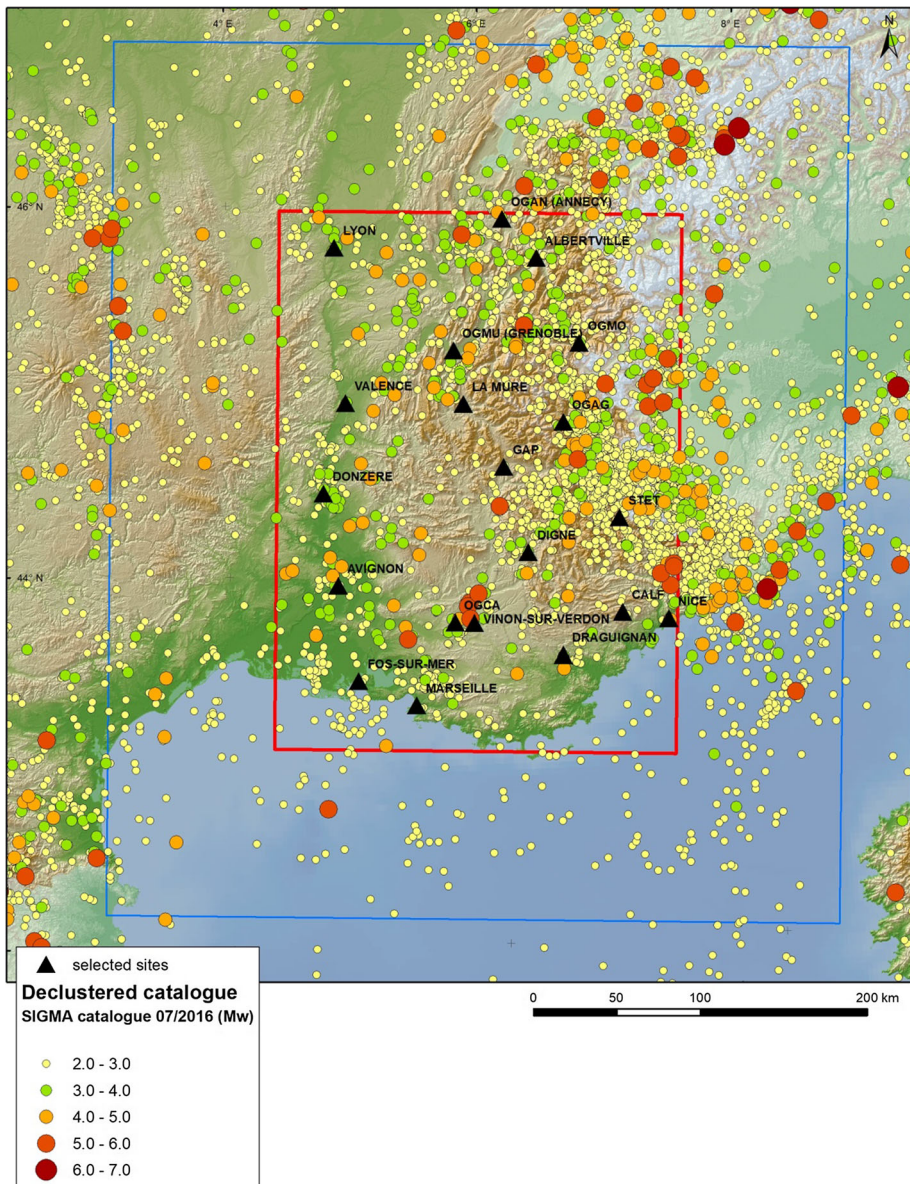 4° E
6° E
8° E
N
46° N
OGAN (ANNECY)
LYON
ALBERTVILLE
OGMU (GRENOBLE)
OGMO
VALENCE
LA MURE
OGAG
GAP
DONZERE
STET
DIGNE
AVIGNON
44° N
OGCA
CALF
NICE
VINON-SUR-VERDON
DRAGUIGNAN
FOS-SUR-MER
MARSEILLE
selected sites
Declustered catalogue
SIGMA catalogue 07/2016 (Mw)
2.0 - 3.0
3.0 - 4.0
4.0 - 5.0
5.0 - 6.0
6.0 - 7.0
0 50 100 200 km